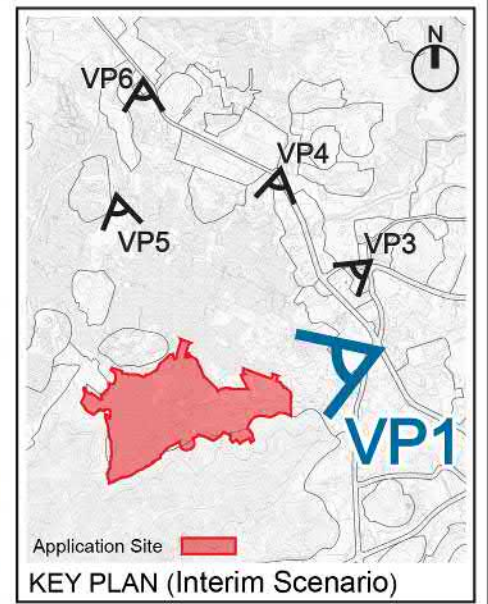 N
VP6
VP4
VP5
VP3
VP1
Application Site
KEY PLAN (Interim Scenario)